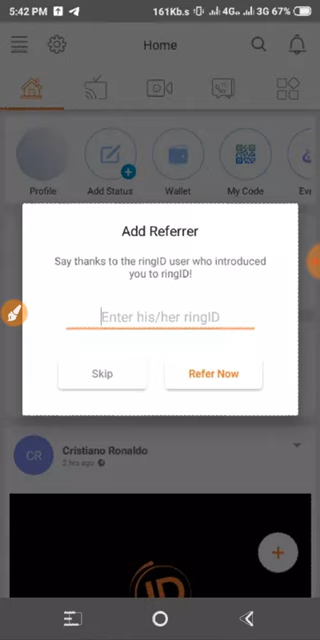 5:42 PM
161Kb.s 4G 3G 67%
Home
Profile
Add Status
Wallet
My Code
Eve
Add Referrer
Say thanks to the ringID user who introduced
you to ringID!
Enter his/her ringID
Skip
Refer Now
CR
Cristiano Ronaldo
2 hrs ago
ID